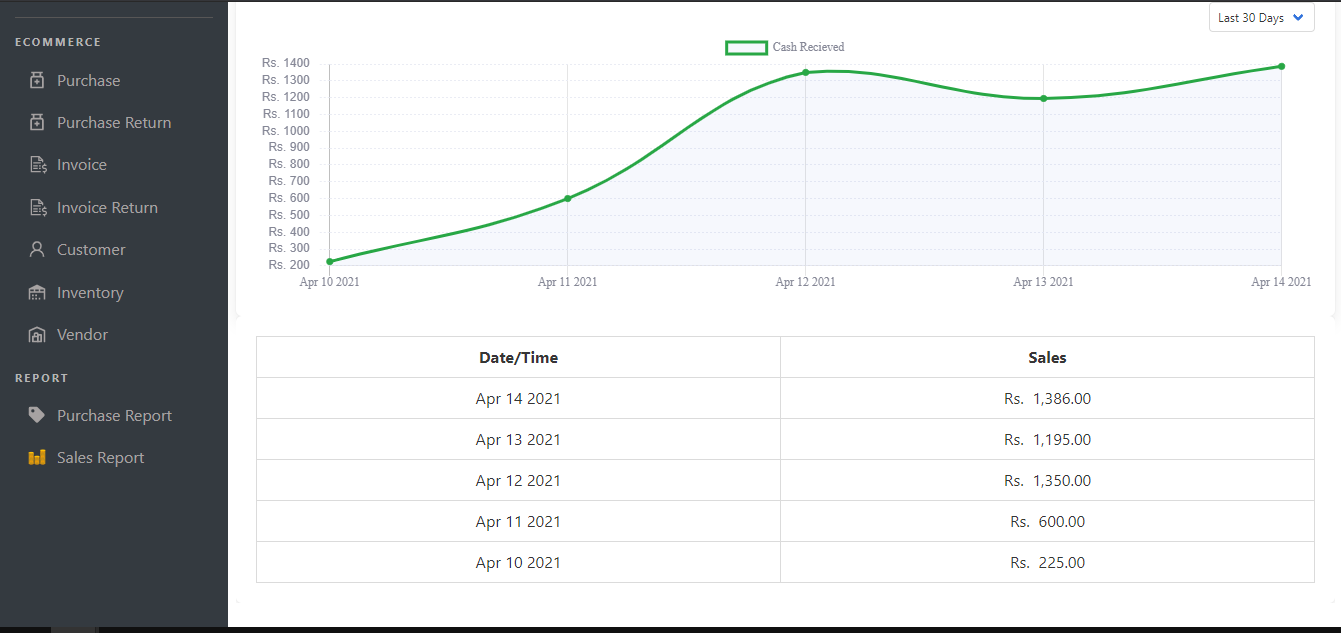 ECOMMERCE
Purchase
Purchase Return
Invoice
Invoice Return
Customer
Inventory
Vendor
REPORT
Purchase Report
Sales Report
Last 30 Days
Cash Recieved
Rs. 1400
Rs. 1300
Rs. 1200
Rs. 1100
Rs. 1000
Rs. 900
Rs. 800
Rs. 700
Rs. 600
Rs. 500
Rs. 400
Rs. 300
Rs. 200
Apr 10 2021 Apr 11 2021 Apr 12 2021 Apr 13 2021 Apr 14 2021
Date/Time Sales
Apr 14 2021 Rs. 1,386.00
Apr 13 2021 Rs. 1,195.00
Apr 12 2021 Rs. 1,350.00
Apr 11 2021 Rs. 600.00
Apr 10 2021 Rs. 225.00